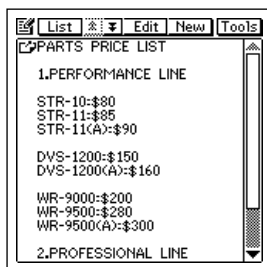 List Edit New Tools
PARTS PRICE LIST
1.PERFORMANCE LINE
STR-10:$80
STR-11:$85
STR-11(A):$90
DVS-1200:$150
DVS-1200(A):$160
WR-9000:$200
WR-9500:$280
WR-9500(A):$300
2.PROFESSIONAL LINE